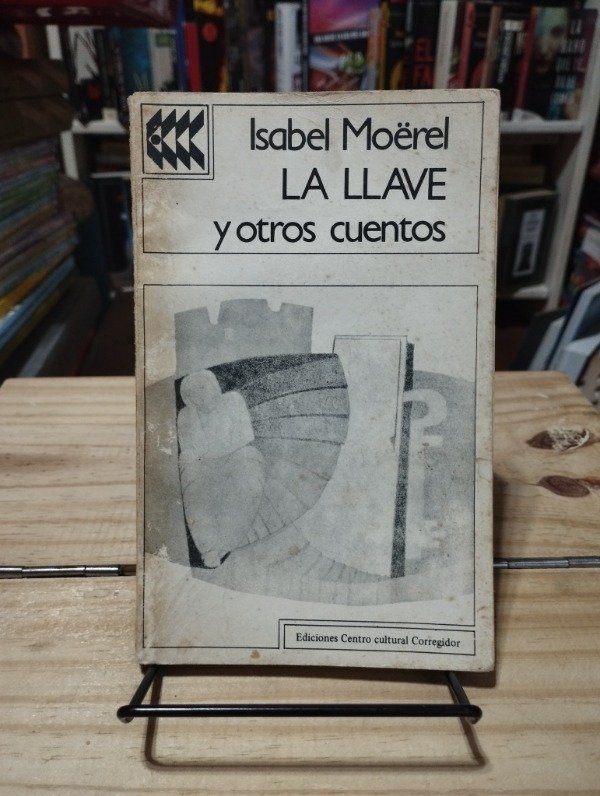 Isabel Moërel
LA LLAVE
y otros cuentos
Ediciones Centro cultural Corregidor